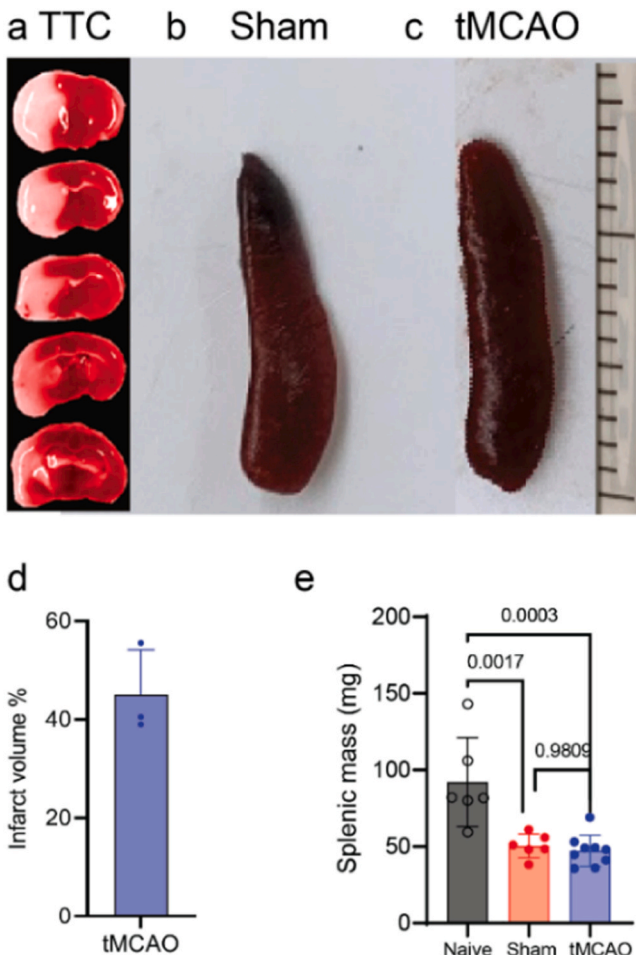 a TTC b Sham c tMCAO
d
60
40
20
0
Infarct volume %
tMCAO
e
200
150
100
50
0
Splenic mass (mg)
0.0003
0.0017
0.9809
Naive Sham tMCAO